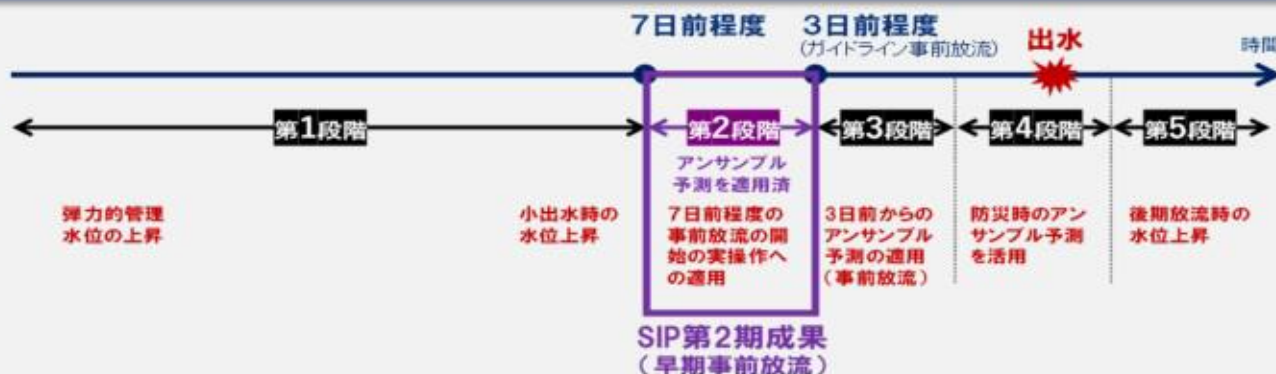 7日前程度
3日前程度
(ガイドライン事前放流)
出水
時間
第1段階
第2段階
第3段階
第4段階
第5段階
アンサンブル
予測を適用済
弾力的管理
水位の上昇
小出水時の
水位上昇
7日前程度の
事前放流の開
始の実操作へ
の適用
3日前からの
アンサンブル
予測の適用
(事前放流)
防災時のアン
サンブル予測
を活用
後期放流時の
水位上昇
SIP第2期成果
(早期事前放流)